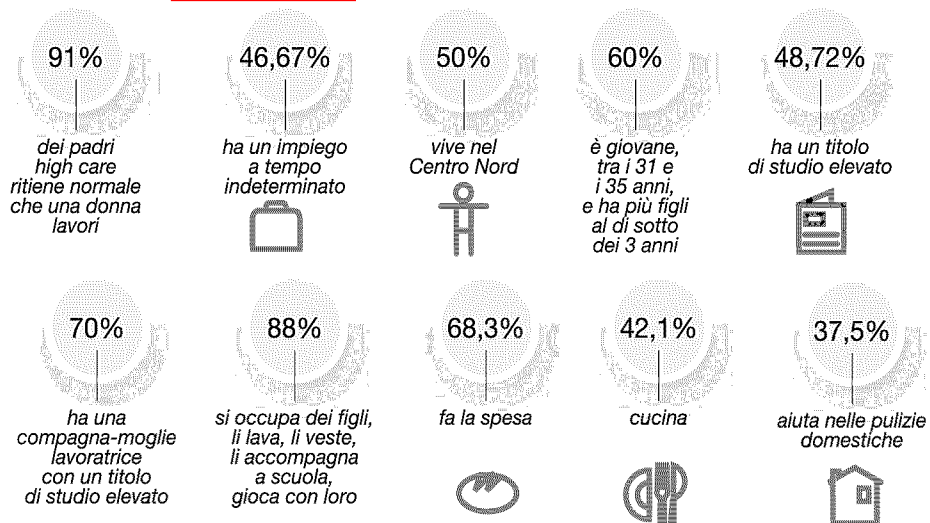 91%
dei padri
high care
ritiene normale
che una donna
lavori
46,67%
ha un impiego
a tempo
indeterminato
50%
vive nel
Centro Nord
60%
è giovane,
tra i 31 e
i 35 anni,
e ha più figli
al di sotto
dei 3 anni
48,72%
ha un titolo
di studio elevato
70%
ha una
compagna-moglie
lavoratrice
con un titolo
di studio elevato
88%
si occupa dei figli,
li lava, li veste,
li accompagna
a scuola,
gioca con loro
68,3%
fa la spesa
42,1%
cucina
37,5%
aiuta nelle pulizie
domestiche